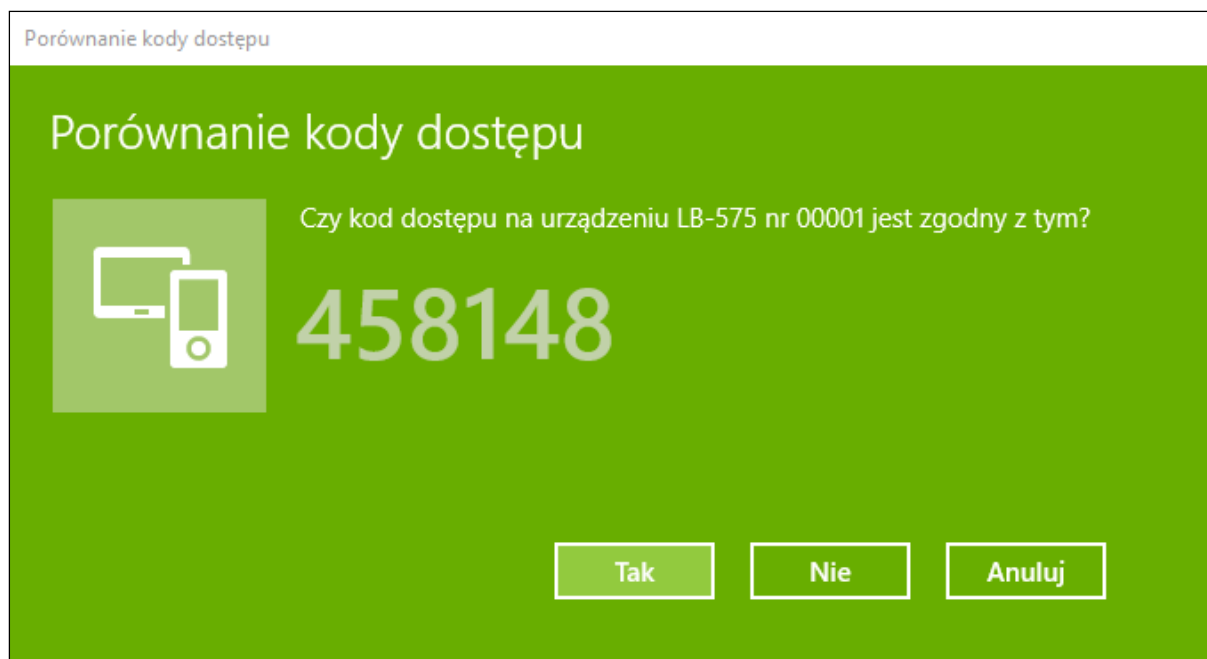 Porównanie kody dostępu
Porównanie kody dostępu
Czy kod dostępu na urządzeniu LB-575 nr 00001 jest zgodny z tym?
458148
Tak
Nie
Anuluj